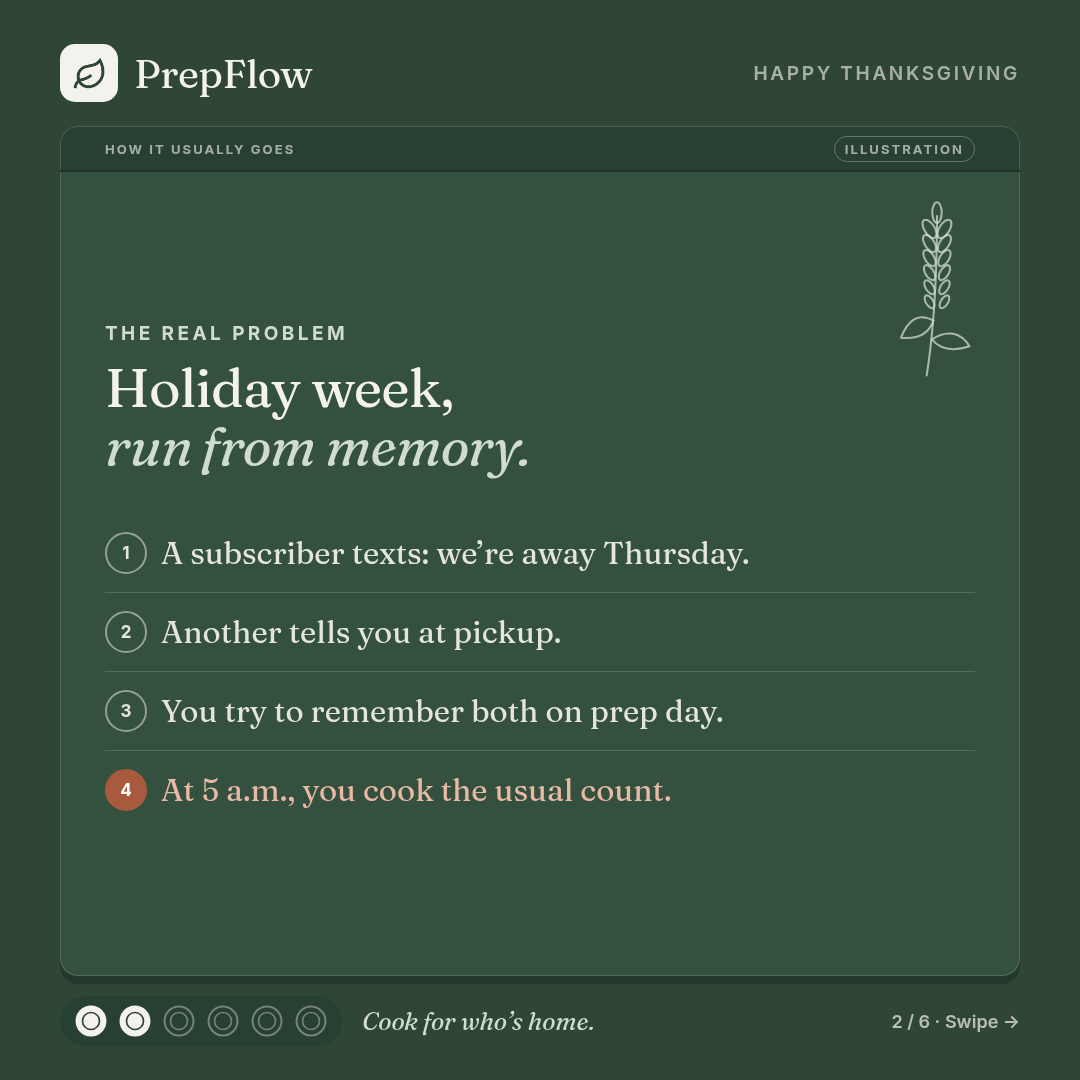 PrepFlow
HAPPY THANKSGIVING
HOW IT USUALLY GOES
ILLUSTRATION
THE REAL PROBLEM
Holiday week,
run from memory.
1 A subscriber texts: we’re away Thursday.
2 Another tells you at pickup.
3 You try to remember both on prep day.
4 At 5 a.m., you cook the usual count.
Cook for who’s home.
2 / 6 · Swipe →